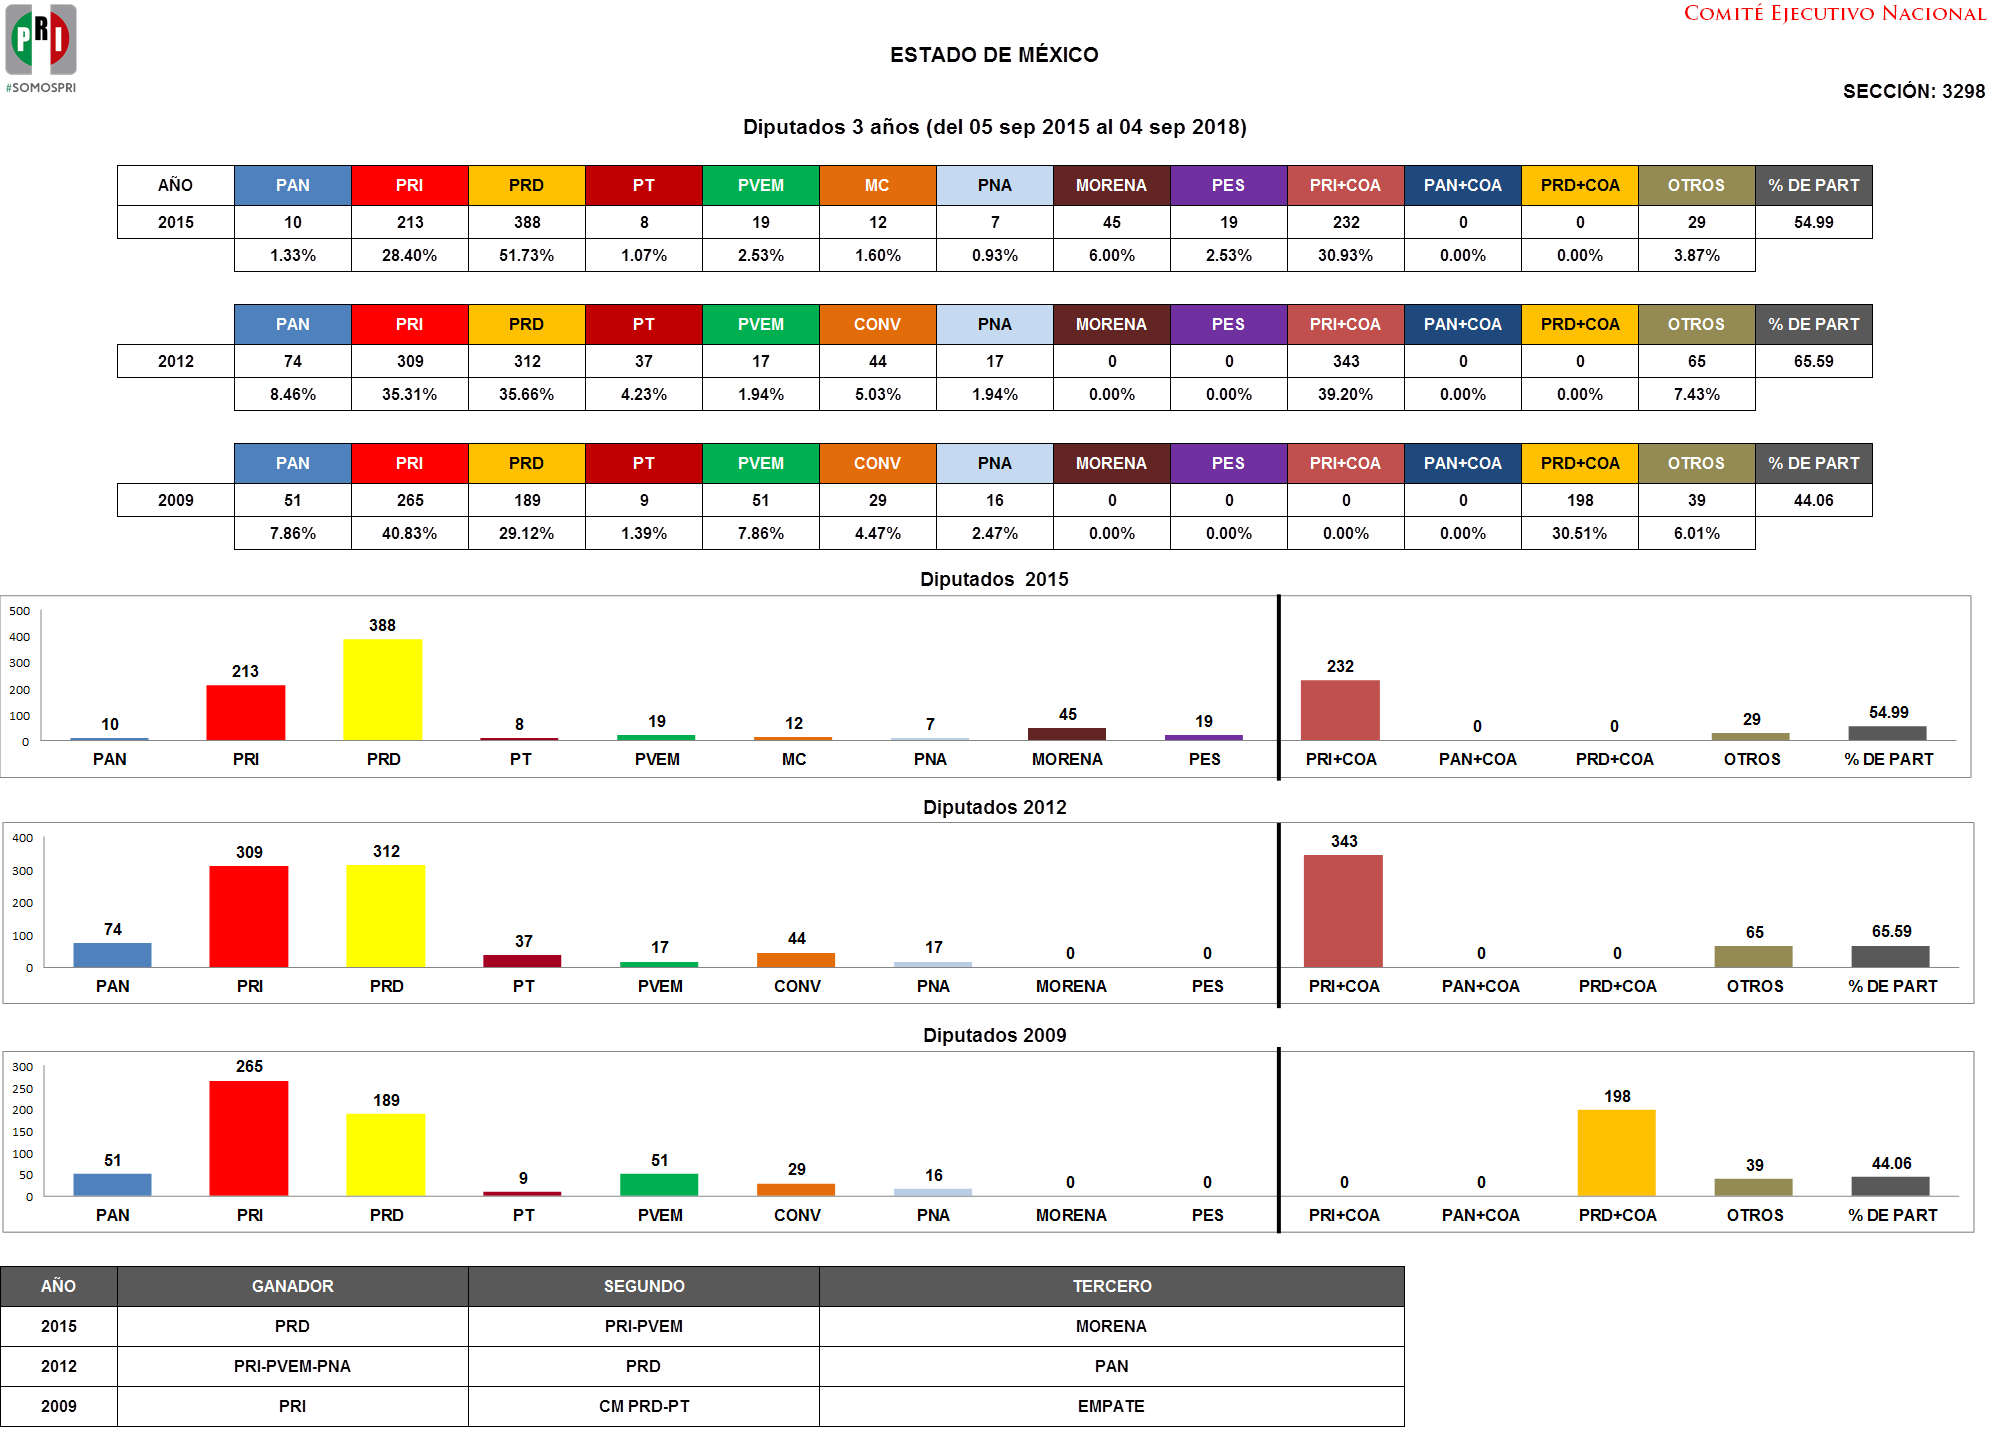 PRI
#SOMOSPRI
COMITÉ EJECUTIVO NACIONAL
ESTADO DE MÉXICO
SECCIÓN: 3298
Diputados 3 años (del 05 sep 2015 al 04 sep 2018)
AÑO PAN PRI PRD PT PVEM MC PNA MORENA PES PRI+COA PAN+COA PRD+COA OTROS % DE PART
2015 10 213 388 8 19 12 7 45 19 232 0 0 29 54.99
1.33% 28.40% 51.73% 1.07% 2.53% 1.60% 0.93% 6.00% 2.53% 30.93% 0.00% 0.00% 3.87%
PAN PRI PRD PT PVEM CONV PNA MORENA PES PRI+COA PAN+COA PRD+COA OTROS % DE PART
2012 74 309 312 37 17 44 17 0 0 343 0 0 65 65.59
8.46% 35.31% 35.66% 4.23% 1.94% 5.03% 1.94% 0.00% 0.00% 39.20% 0.00% 0.00% 7.43%
PAN PRI PRD PT PVEM CONV PNA MORENA PES PRI+COA PAN+COA PRD+COA OTROS % DE PART
2009 51 265 189 9 51 29 16 0 0 0 0 198 39 44.06
7.86% 40.83% 29.12% 1.39% 7.86% 4.47% 2.47% 0.00% 0.00% 0.00% 0.00% 30.51% 6.01%
Diputados 2015
500
400
300
200
100
0
10 213 388 8 19 12 7 45 19 232 0 0 29 54.99
PAN PRI PRD PT PVEM MC PNA MORENA PES PRI+COA PAN+COA PRD+COA OTROS % DE PART
Diputados 2012
400
300
200
100
0
74 309 312 37 17 44 17 0 0 343 0 0 65 65.59
PAN PRI PRD PT PVEM CONV PNA MORENA PES PRI+COA PAN+COA PRD+COA OTROS % DE PART
Diputados 2009
300
250
200
150
100
50
0
51 265 189 9 51 29 16 0 0 0 0 198 39 44.06
PAN PRI PRD PT PVEM CONV PNA MORENA PES PRI+COA PAN+COA PRD+COA OTROS % DE PART
AÑO GANADOR SEGUNDO TERCERO
2015 PRD PRI-PVEM MORENA
2012 PRI-PVEM-PNA PRD PAN
2009 PRI CM PRD-PT EMPATE